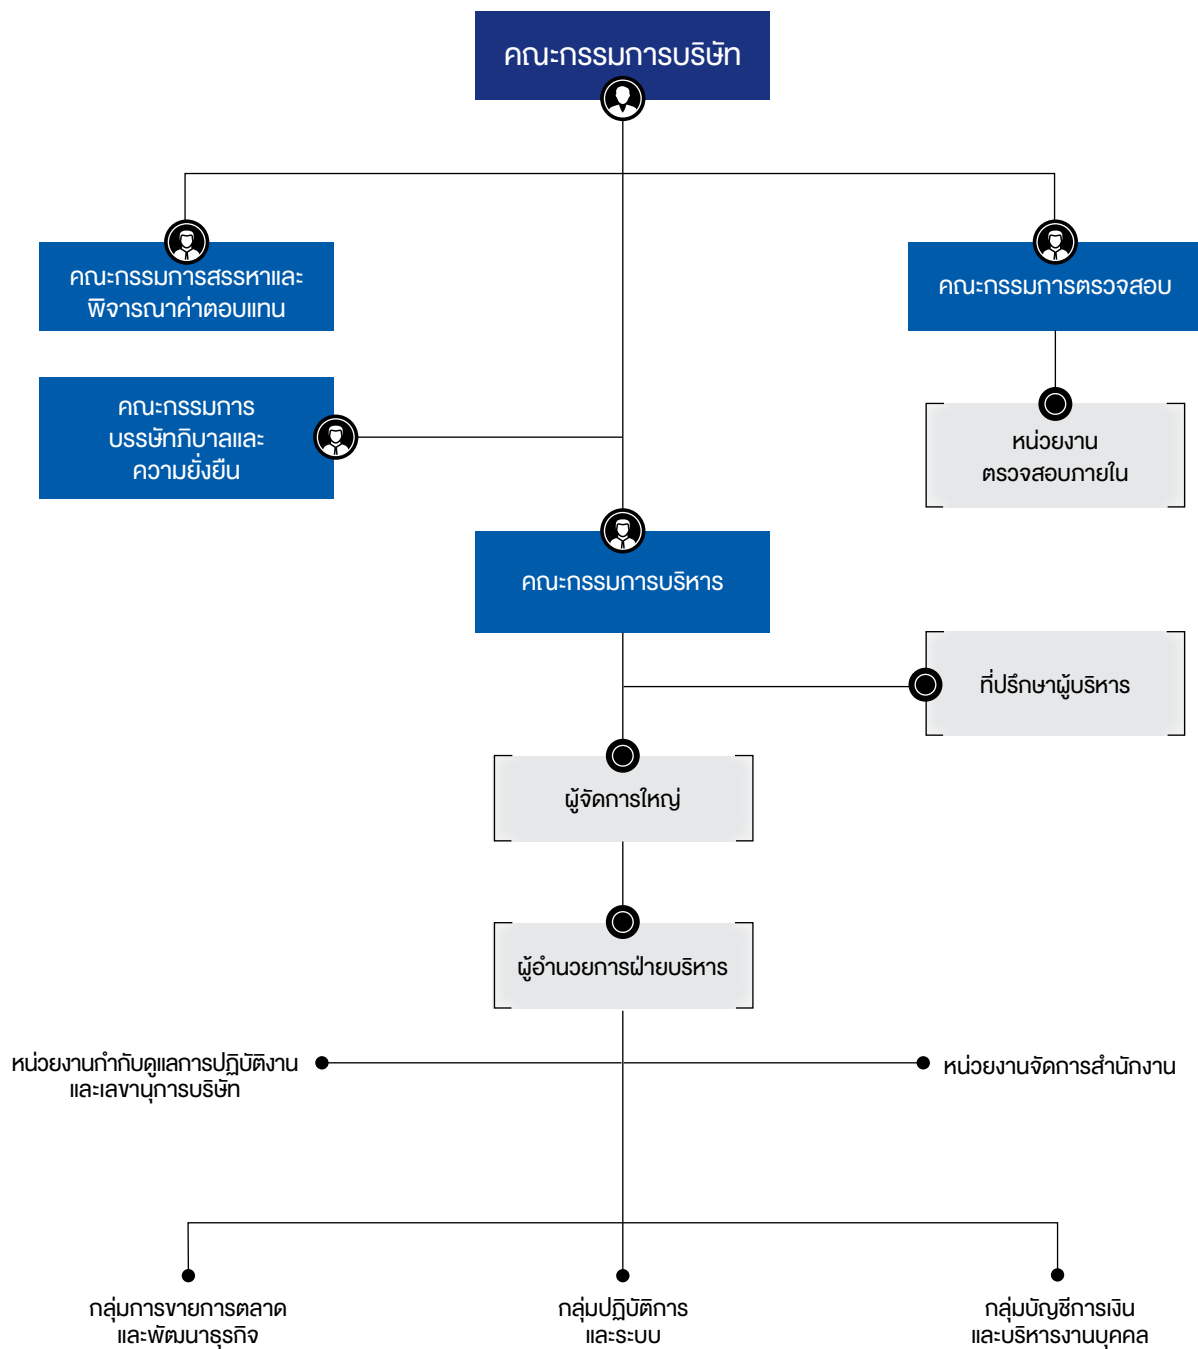 คณะกรรมการบริษัท
คณะกรรมการสรรหาและ
พิจารณาค่าตอบแทน
คณะกรรมการตรวจสอบ
คณะกรรมการ
บรรษัทภิบาลและ
ความยั่งยืน
หน่วยงาน
ตรวจสอบภายใน
คณะกรรมการบริหาร
ที่ปรึกษาผู้บริหาร
ผู้จัดการใหญ่
ผู้อำนวยการฝ่ายบริหาร
หน่วยงานกำกับดูแลการปฏิบัติงาน
และเลขานุการบริษัท
หน่วยงานจัดการสำนักงาน
กลุ่มการขายการตลาด
และพัฒนาธุรกิจ
กลุ่มปฏิบัติการ
และระบบ
กลุ่มบัญชีการเงิน
และบริหารงานบุคคล